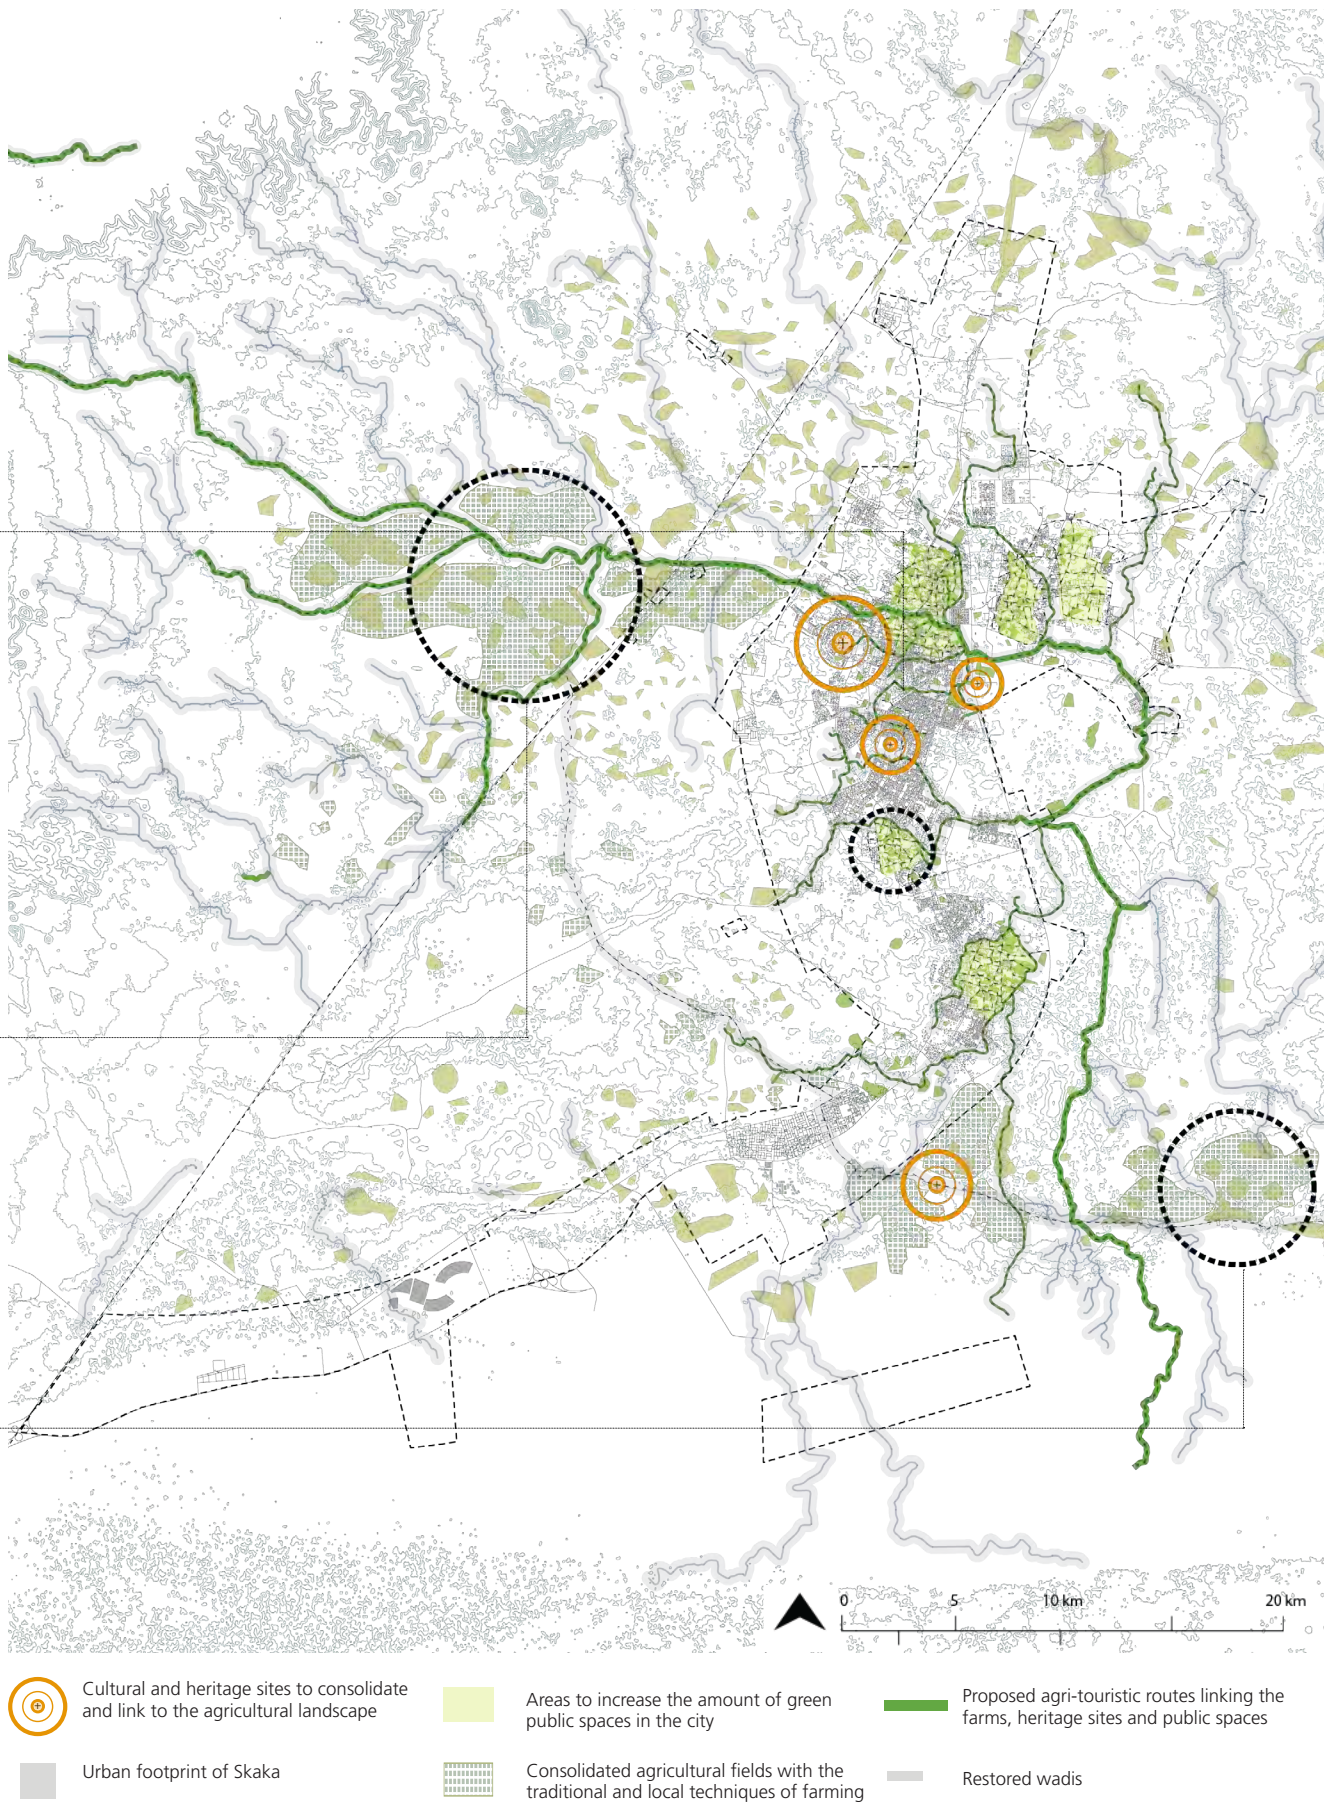 0 5 10 km 20 km
Cultural and heritage sites to consolidate
and link to the agricultural landscape
Areas to increase the amount of green
public spaces in the city
Proposed agri-touristic routes linking the
farms, heritage sites and public spaces
Urban footprint of Skaka
Consolidated agricultural fields with the
traditional and local techniques of farming
Restored wadis